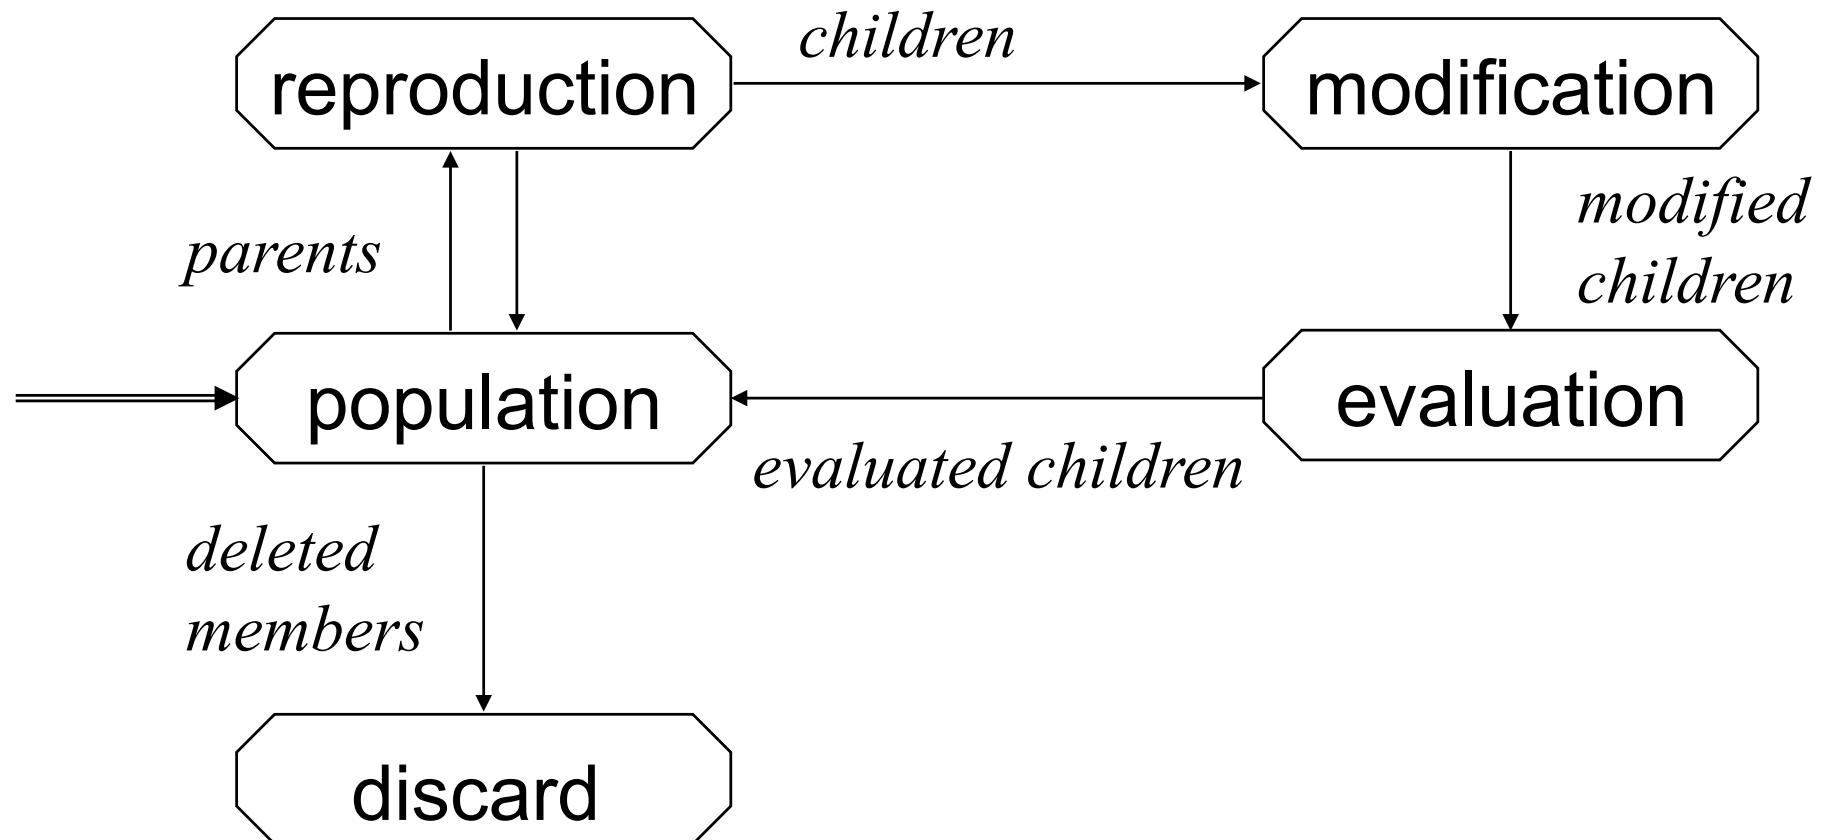 children
reproduction
modification
parents
modified
children
population
evaluation
evaluated children
deleted
members
discard